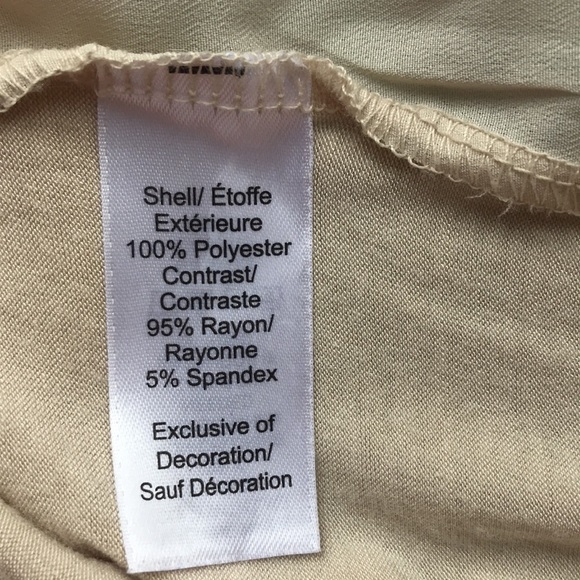 Shell/ Étoffe
Extérieure
100% Polyester
Contrast/
Contraste
95% Rayon/
Rayonne
5% Spandex
Exclusive of
Decoration/
Sauf Décoration